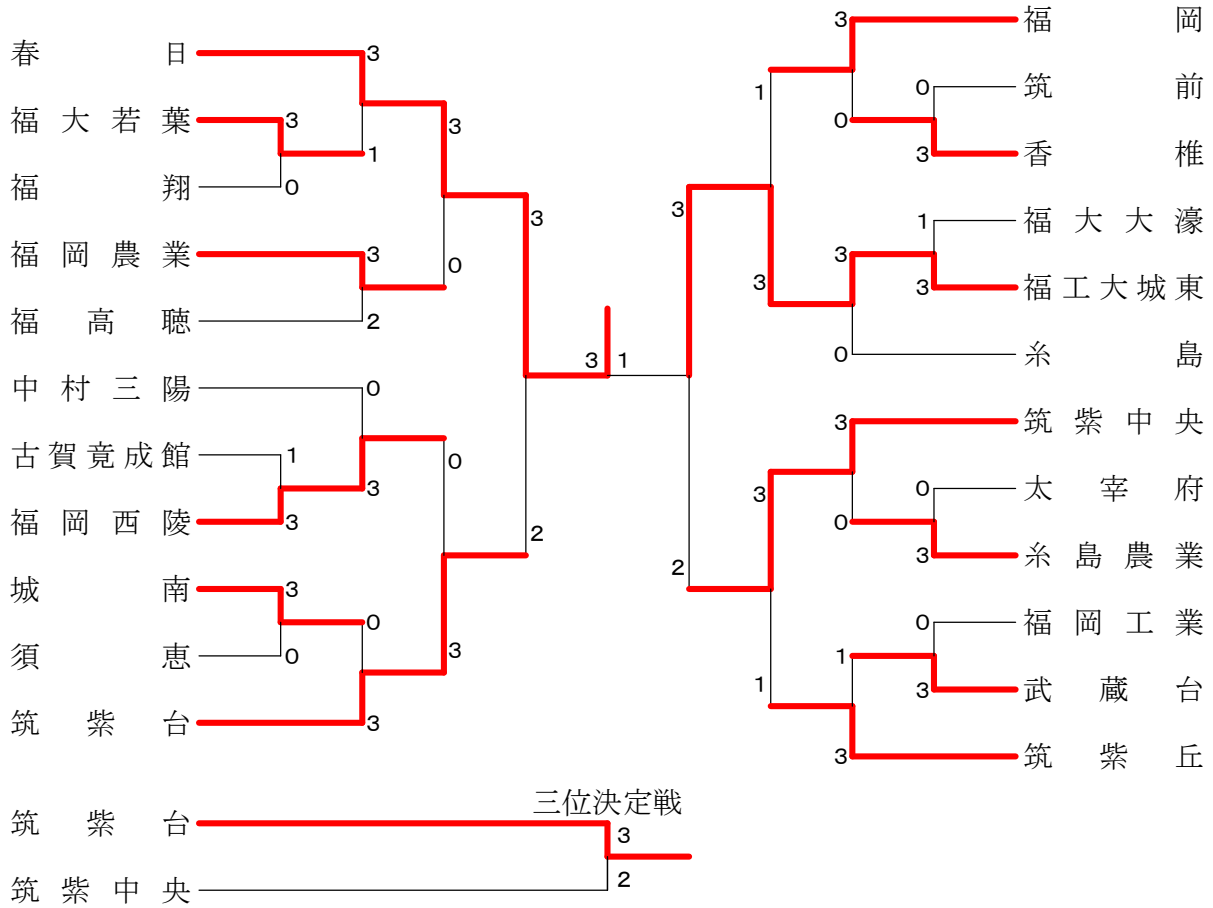 春日
3
福大若葉
3
1
福翔
0
3
福岡農業
3
0
福高聴
2
3
中村三陽
0
古賀竟成館
1
3
0
福岡西陵
3
2
城南
3
0
須恵
0
3
筑紫台
3
3
1
福岡
3
筑前
0
1
0
香椎
3
福大大濠
1
3
3
福工大城東
3
3
糸島
0
筑紫中央
3
太宰府
0
3
0
糸島農業
3
2
福岡工業
0
1
武蔵台
3
1
筑紫丘
3
三位決定戦
筑紫台
3
筑紫中央
2